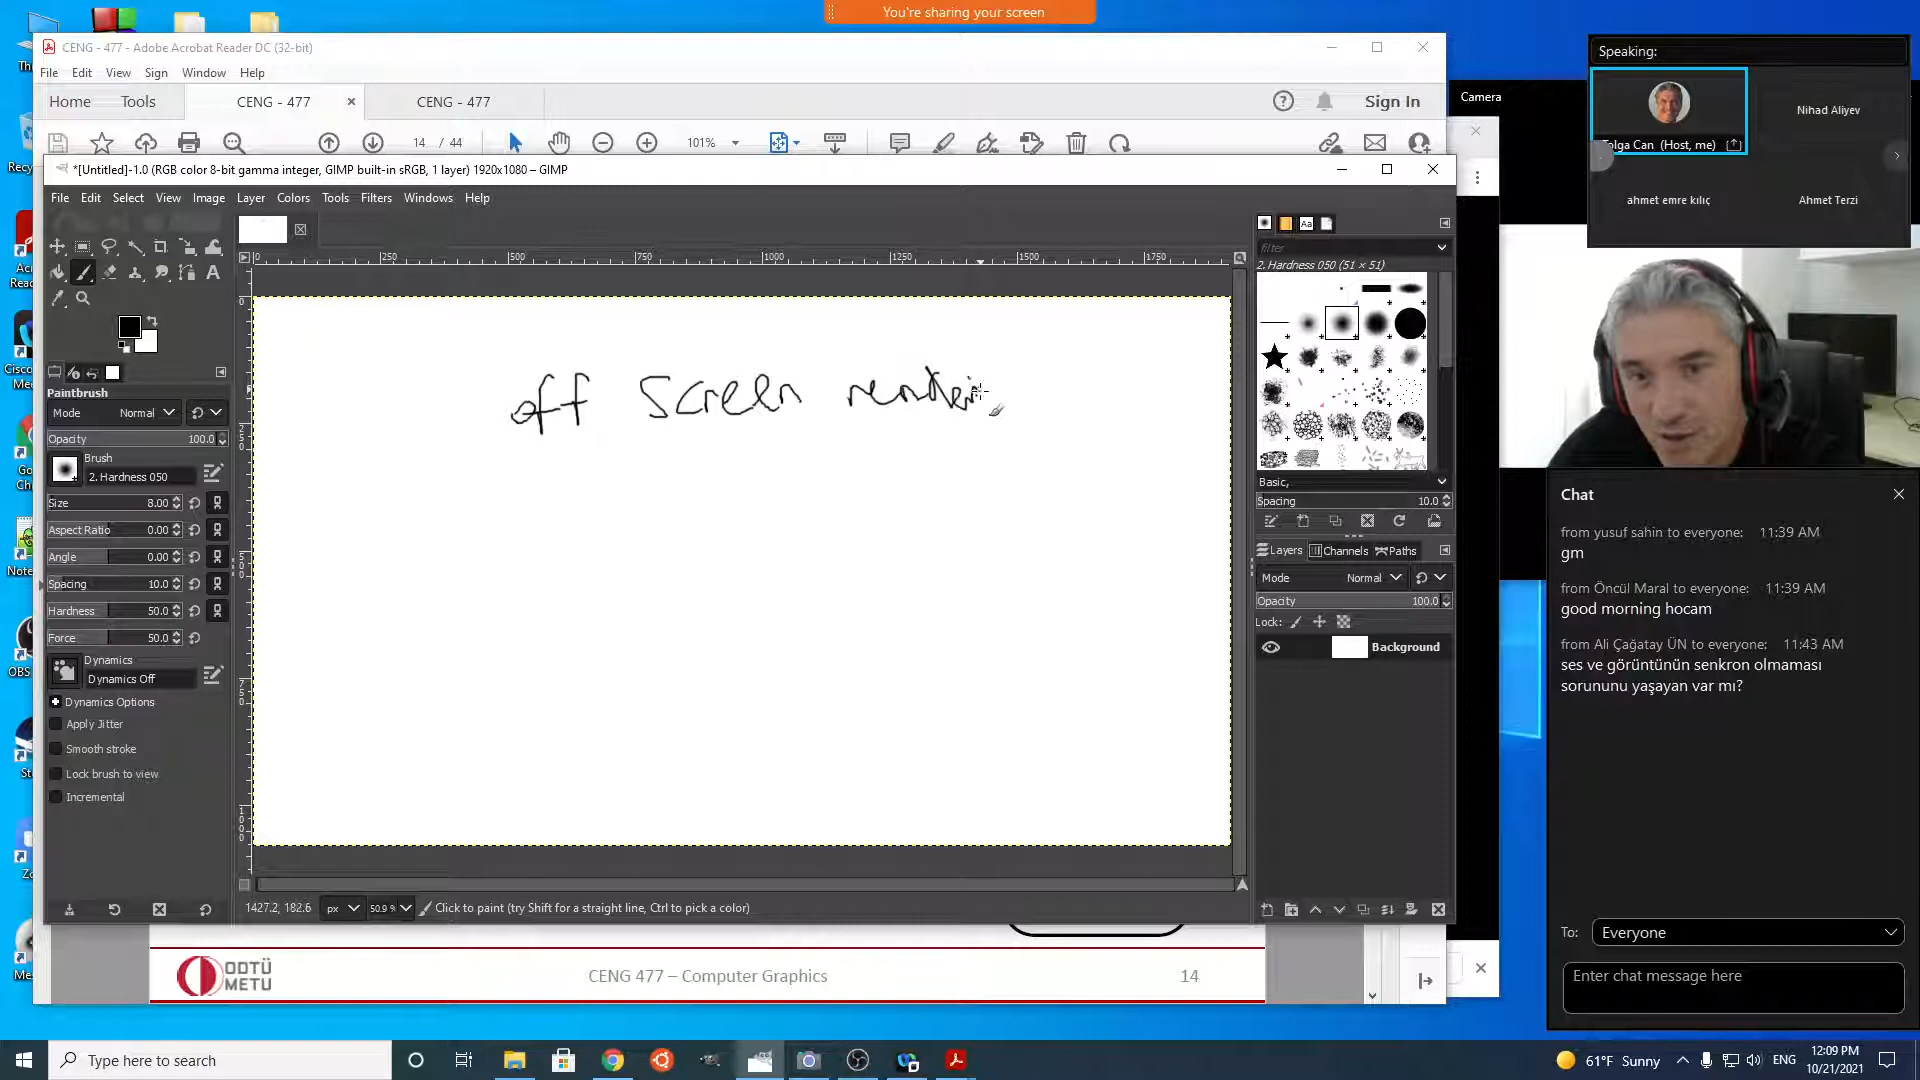 You're sharing your screen
CENG - 477 - Adobe Acrobat Reader DC (32-bit)
File Edit View Sign Window Help
Home Tools CENG - 477 CENG - 477 Sign In
14 / 44 101%
*[Untitled]-1.0 (RGB color 8-bit gamma integer, GIMP built-in sRGB, 1 layer) 1920x1080 – GIMP
File Edit Select View Image Layer Colors Tools Filters Windows Help
0 250 500 750 1000 1250 1500 1750
off screen renderi
Paintbrush
Mode Normal
Opacity 100.0
Brush
2. Hardness 050
Size 8.00
Aspect Ratio 0.00
Angle 0.00
Spacing 10.0
Hardness 50.0
Force 50.0
Dynamics
Dynamics Off
Dynamics Options
Apply Jitter
Smooth stroke
Lock brush to view
Incremental
1427.2, 182.6 px 50.9 % Click to paint (try Shift for a straight line, Ctrl to pick a color)
filter
2. Hardness 050 (51 × 51)
Basic,
Spacing 10.0
Layers Channels Paths
Mode Normal
Opacity 100.0
Lock:
Background
ODTÜ
METU
CENG 477 – Computer Graphics
14
Camera
Speaking:
Tolga Can (Host, me)
Nihad Aliyev
ahmet emre kılıç
Ahmet Terzi
Chat
from yusuf sahin to everyone: 11:39 AM
gm
from Öncül Maral to everyone: 11:39 AM
good morning hocam
from Ali Çağatay ÜN to everyone: 11:43 AM
ses ve görüntünün senkron olmaması
sorununu yaşayan var mı?
To: Everyone
Enter chat message here
Type here to search
61°F Sunny
ENG
12:09 PM
10/21/2021